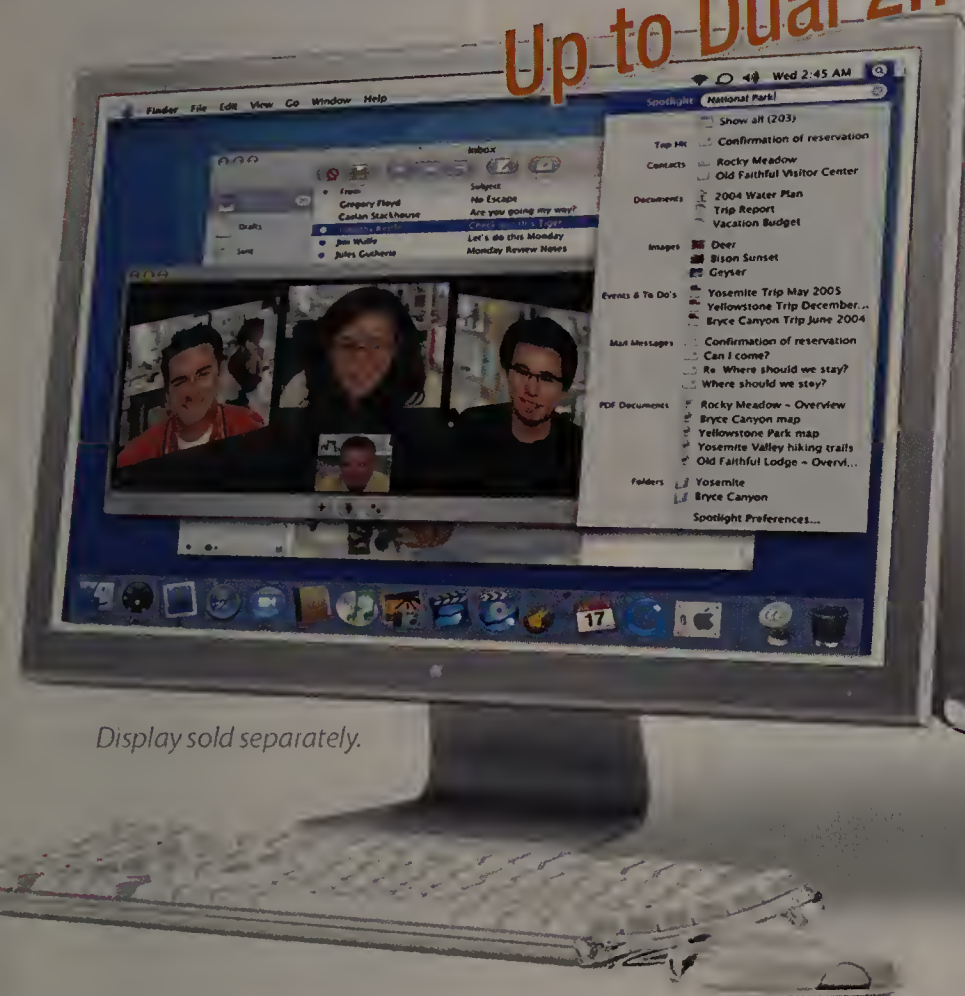 Up to Dual
Finder File Edit View Go Window Help
Wed 2:45 AM
Spotlight National Park
Show all (203)
Top Hit Confirmation of reservation
Contacts Rocky Meadow
Old Faithful Visitor Center
Documents 2004 Water Plan
Trip Report
Vacation Budget
Images Deer
Bison Sunset
Geyser
Events & To Do's Yosemite Trip May 2005
Yellowstone Trip December...
Bryce Canyon Trip June 2004
Mail Messages Confirmation of reservation
Can I come?
Re Where should we stay?
Where should we stay?
PDF Documents Rocky Meadow ~ Overview
Bryce Canyon map
Yellowstone Park map
Yosemite Valley hiking trails
Old Faithful Lodge ~ Overvi...
Folders Yosemite
Bryce Canyon
Spotlight Preferences...
Inbox
From Subject
Gregory Floyd No Escape
Caelan Stackhouse Are you going my way?
Check out this Tiger
Jim Wulfe Let's do this Monday
Jules Gutherie Monday Review Notes
Drafts
Sent
17
Display sold separately.